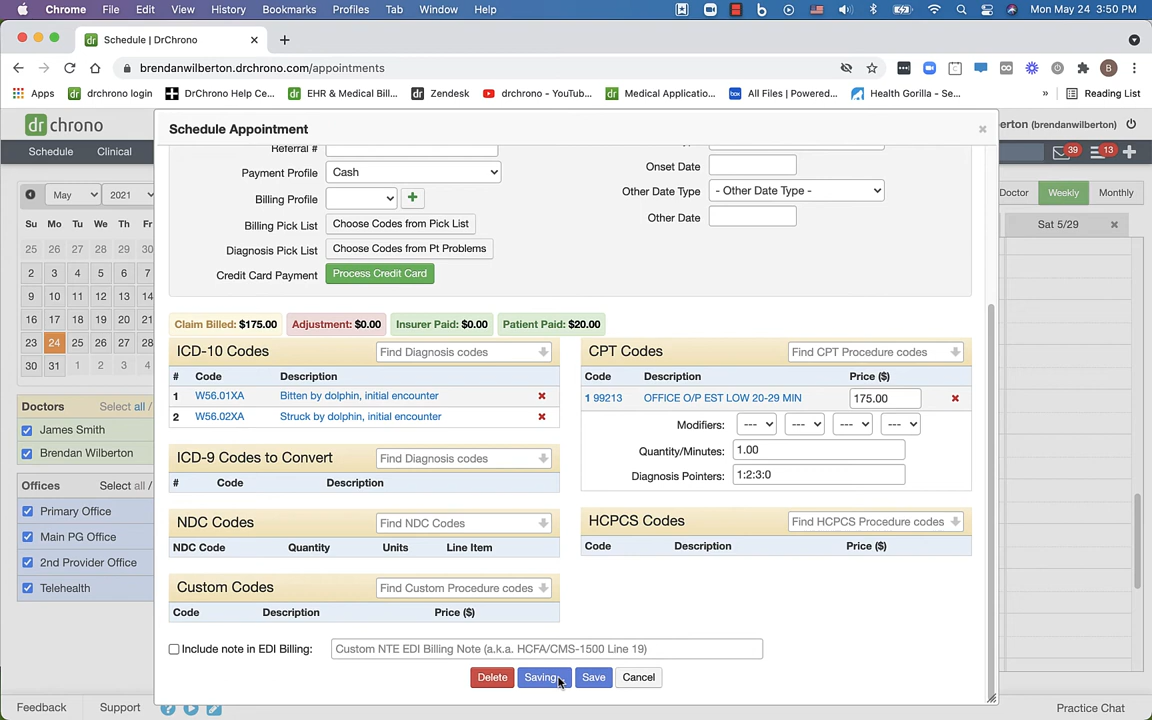 Chrome File Edit View History Bookmarks Profiles Tab Window Help Mon May 24 3:50 PM
Schedule | DrChrono
brendanwilberton.drchrono.com/appointments B
Apps drchrono login DrChrono Help Ce... EHR & Medical Bill... Zendesk drchrono - YouTub... Medical Applicatio... All Files | Powered... Health Gorilla - Se... » Reading List
dr chrono Schedule Appointment erton (brendanwilberton)
Schedule Clinical 39 13
Referral #
Payment Profile Cash
Billing Profile
Billing Pick List Choose Codes from Pick List
Diagnosis Pick List Choose Codes from Pt Problems
Credit Card Payment Process Credit Card
Onset Date
Other Date Type - Other Date Type -
Other Date
Doctor Weekly Monthly
Sat 5/29
May 2021
Su Mo Tu We Th Fr
25 26 27 28 29 30
2 3 4 5 6 7
9 10 11 12 13 14
16 17 18 19 20 21
23 24 25 26 27 28
30 31 1 2 3 4
Doctors Select all /
James Smith
Brendan Wilberton
Offices Select all /
Primary Office
Main PG Office
2nd Provider Office
Telehealth
Claim Billed: $175.00 Adjustment: $0.00 Insurer Paid: $0.00 Patient Paid: $20.00
ICD-10 Codes Find Diagnosis codes
# Code Description
1 W56.01XA Bitten by dolphin, initial encounter
2 W56.02XA Struck by dolphin, initial encounter
ICD-9 Codes to Convert Find Diagnosis codes
# Code Description
NDC Codes Find NDC Codes
NDC Code Quantity Units Line Item
Custom Codes Find Custom Procedure codes
Code Description Price ($)
CPT Codes Find CPT Procedure codes
Code Description Price ($)
1 99213 OFFICE O/P EST LOW 20-29 MIN 175.00
Modifiers: --- --- --- ---
Quantity/Minutes: 1.00
Diagnosis Pointers: 1:2:3:0
HCPCS Codes Find HCPCS Procedure codes
Code Description Price ($)
Include note in EDI Billing: Custom NTE EDI Billing Note (a.k.a. HCFA/CMS-1500 Line 19)
Delete Saving Save Cancel
Feedback Support Practice Chat